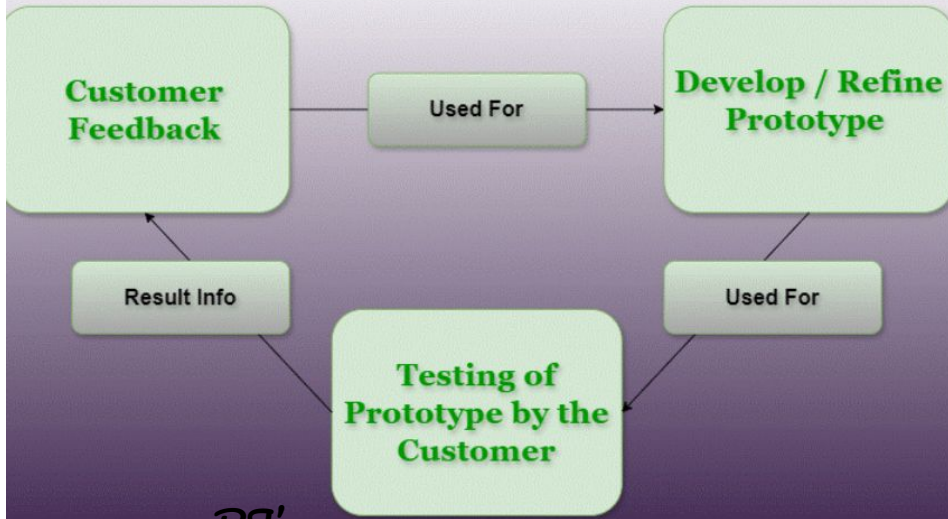 Customer
Feedback
Used For
Develop / Refine
Prototype
Result Info
Used For
Testing of
Prototype by the
Customer